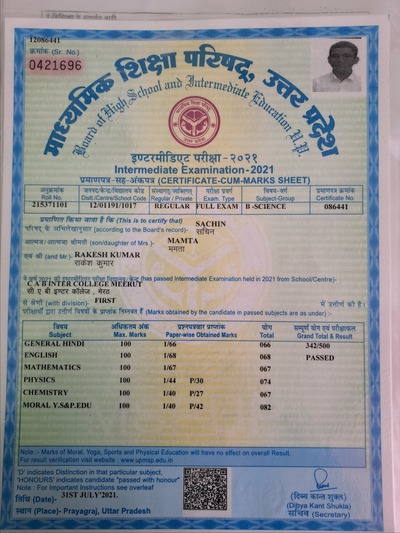 12086441
क्रमांक (Sr. No.)
0421696
माध्यमिक शिक्षा परिषद्, उत्तर प्रदेश
Board of High School and Intermediate Education U.P.
इण्टरमीडिएट परीक्षा - २०२१
Intermediate Examination-2021
प्रमाणपत्र-सह-अंकपत्र (CERTIFICATE-CUM-MARKS SHEET)
अनुक्रमांक जनपद/केन्द्र/विद्यालय कोड संस्थागत/व्यक्तिगत परीक्षा प्रकार विषय-वर्ग प्रमाणपत्र क्रमांक
Roll No. Distt./Centre/School Code Regular / Private Exam. Type Subject-Group Certificate No.
215371101 12/01191/1017 REGULAR FULL EXAM B -SCIENCE 086441
प्रमाणित किया जाता है कि (This is to certify that) SACHIN
परिषद के अभिलेखानुसार (according to the Board's record) सचिन
आत्मज/आत्मजा श्रीमती (son/daughter of Mrs.) MAMTA
ममता
एवं श्री (and Mr.) RAKESH KUMAR
राकेश कुमार
(has passed Intermediate Examination held in 2021 from School/Centre)
C A B INTER COLLEGE MEERUT
सी ए बी इण्टर कॉलेज , मेरठ
से श्रेणी (with division) FIRST में उत्तीर्ण की है।
परीक्षार्थी द्वारा उत्तीर्ण विषयों के प्राप्तांक निम्नवत हैं (Marks obtained by the candidate in passed subjects are as under):-
विषय अधिकतम अंक प्रश्नपत्रवार प्राप्तांक योग सम्पूर्ण योग एवं परीक्षाफल
Subject Max. Marks Paper-wise Obtained Marks Total Grand Total & Result
GENERAL HINDI 100 1/66 066 342/500
ENGLISH 100 1/68 068 PASSED
MATHEMATICS 100 1/67 067
PHYSICS 100 1/44 P/30 074
CHEMISTRY 100 1/40 P/27 067
MORAL Y.S&P.EDU 100 1/40 P/42 082
Note :- Marks of Moral, Yoga, Sports and Physical Education will have no effect on overall Result.
For result verification visit website : www.upmsp.edu.in
'D' indicates Distinction in that particular subject,
'HONOURS' indicates candidate "passed with honour"
Note : For Important Instructions see overleaf
तिथि (Date)- 31ST JULY'2021.
स्थान (Place)- Prayagraj, Uttar Pradesh
(दिव्य कान्त शुक्ल)
(Dibya Kant Shukla)
सचिव (Secretary)